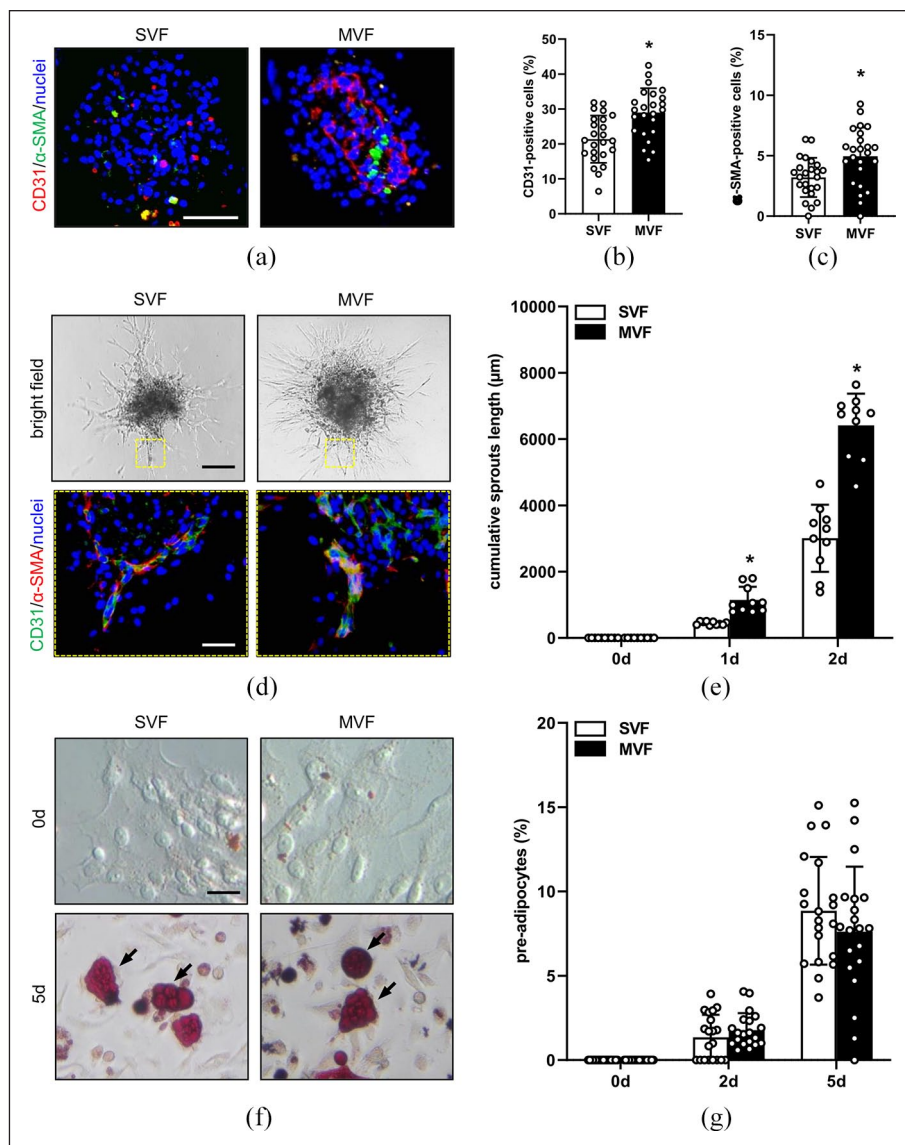 SVF MVF
CD31/α-SMA/nuclei
(a)
CD31-positive cells (%)
50
40
30
20
10
0
*
SVF MVF
(b)
-SMA-positive cells (%)
15
10
5
0
*
SVF MVF
(c)
SVF MVF
bright field
CD31/α-SMA/nuclei
(d)
cumulative sprouts length (µm)
10000
8000
6000
4000
2000
0
SVF
MVF
*
*
0d 1d 2d
(e)
SVF MVF
0d
5d
(f)
pre-adipocytes (%)
20
15
10
5
0
SVF
MVF
0d 2d 5d
(g)